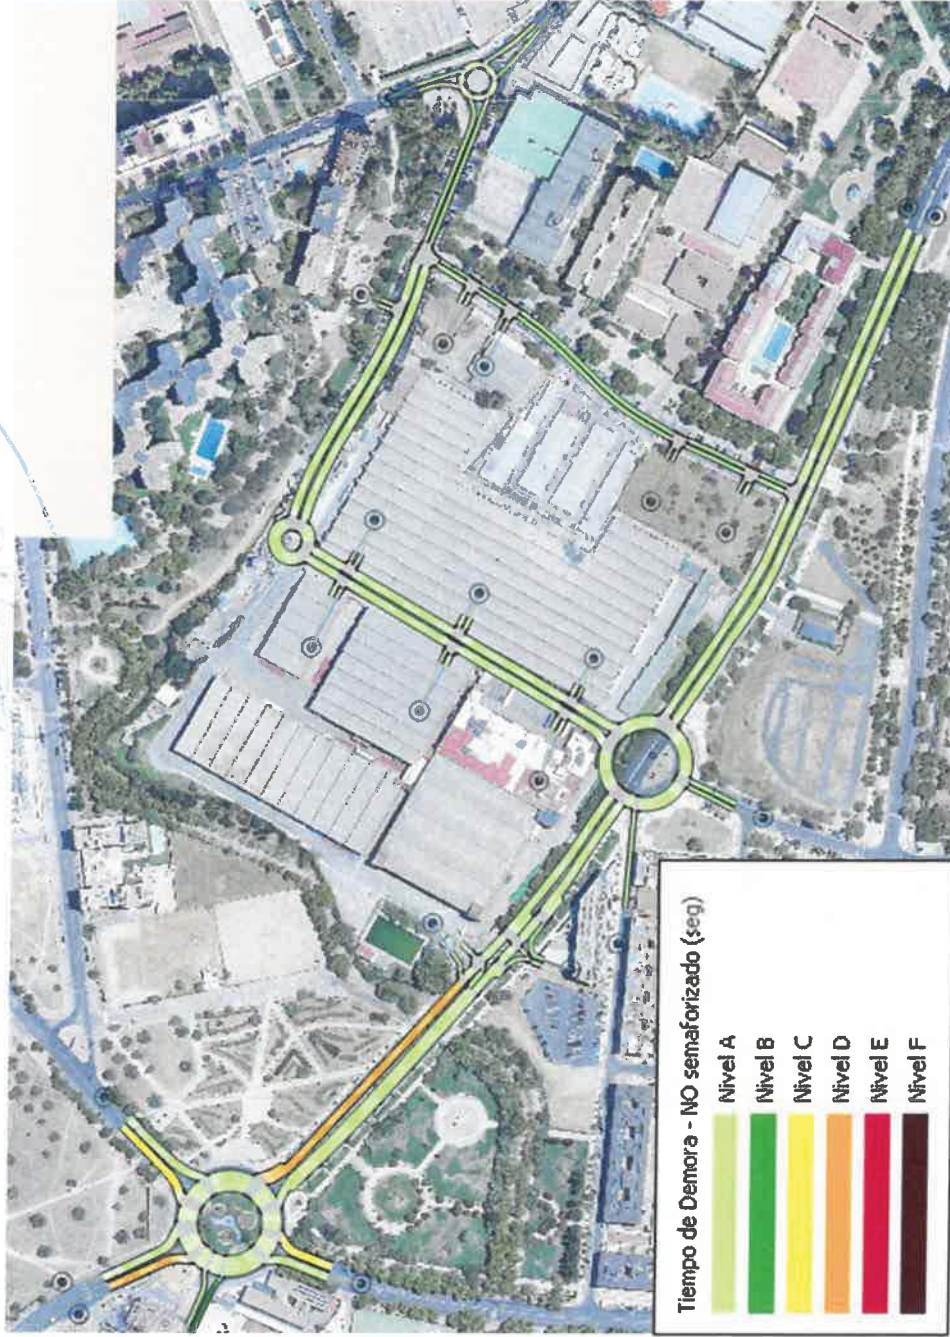 Tiempo de Demora - NO semaforizado (seg)
Nivel A
Nivel B
Nivel C
Nivel D
Nivel E
Nivel F